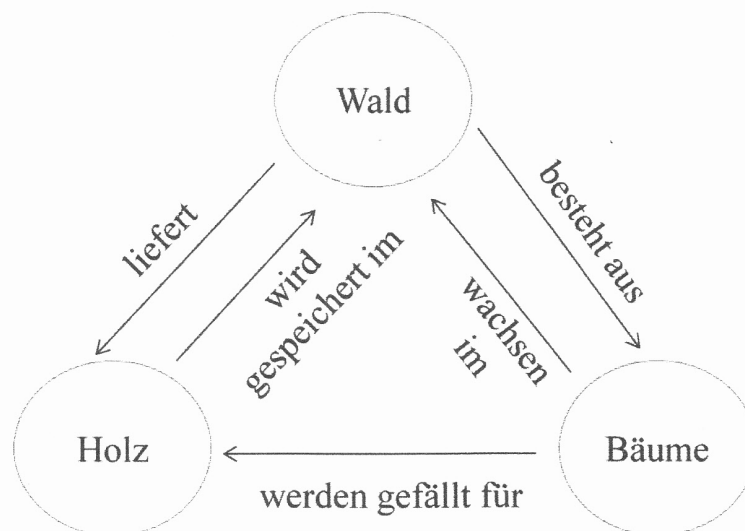 Wald
liefert
wird
gespeichert im
wachsen
im
besteht aus
Holz
Bäume
werden gefällt für